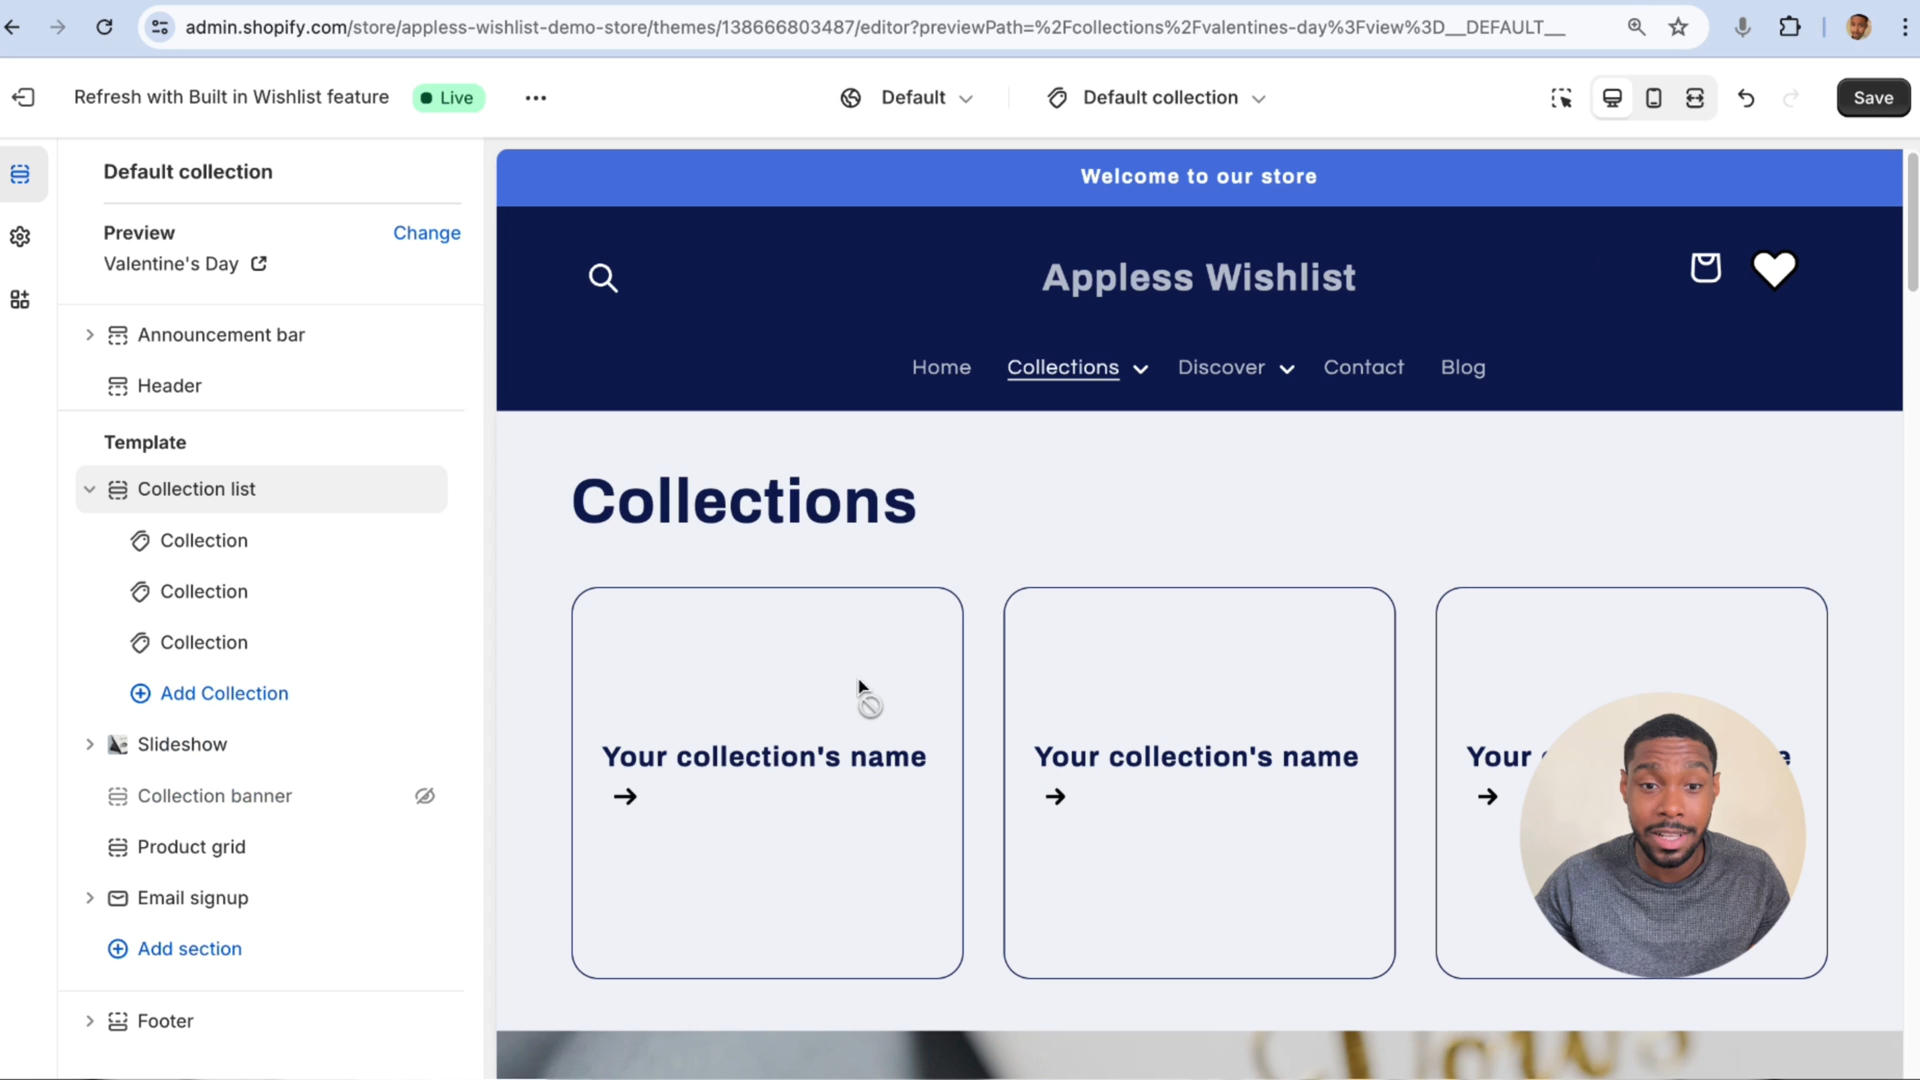 admin.shopify.com/store/appless-wishlist-demo-store/themes/138666803487/editor?previewPath=%2Fcollections%2Fvalentines-day%3Fview%3D__DEFAULT__
Refresh with Built in Wishlist feature
Live
Default
Default collection
Save
Default collection
Preview
Change
Valentine's Day
Announcement bar
Header
Template
Collection list
Collection
Collection
Collection
Add Collection
Slideshow
Collection banner
Product grid
Email signup
Add section
Footer
Welcome to our store
Appless Wishlist
Home
Collections
Discover
Contact
Blog
Collections
Your collection's name
Your collection's name
Your